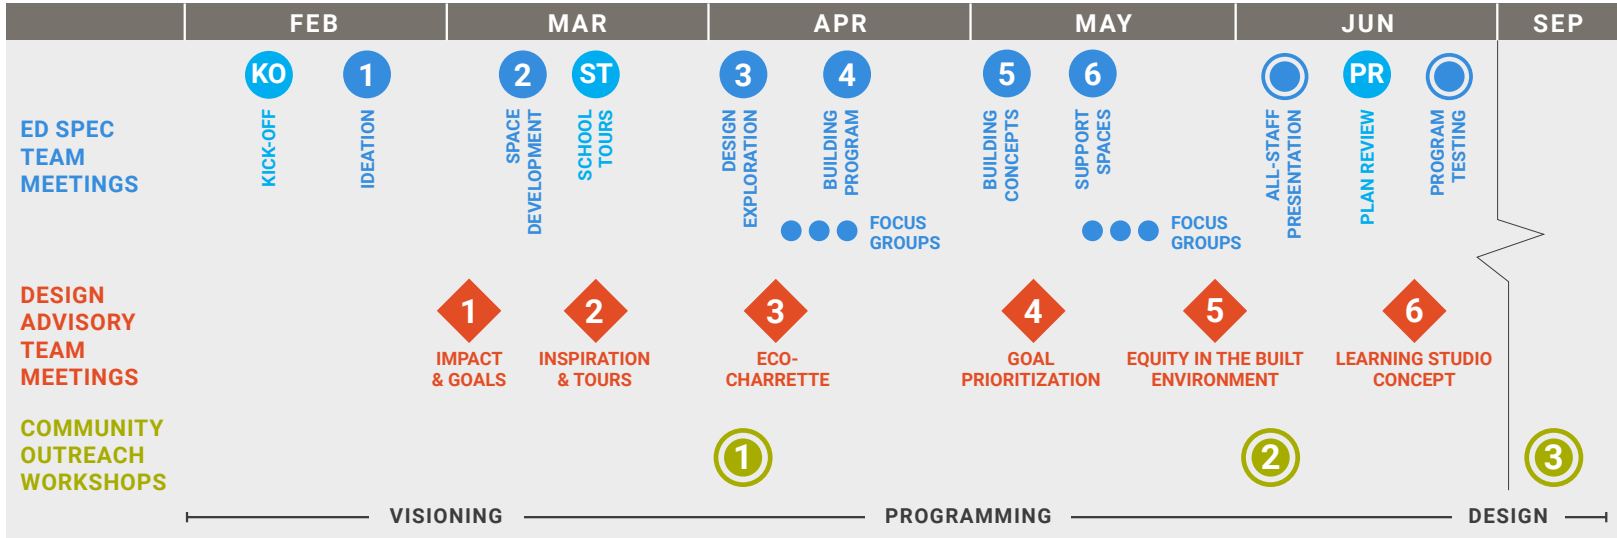 FEB MAR APR MAY JUN SEP
KO 1 2 ST 3 4 5 6 PR
ED SPEC
TEAM
MEETINGS
KICK-OFF
IDEATION
SPACE
DEVELOPMENT
SCHOOL
TOURS
DESIGN
EXPLORATION
BUILDING
PROGRAM
BUILDING
CONCEPTS
SUPPORT
SPACES
ALL-STAFF
PRESENTATION
PLAN REVIEW
PROGRAM
TESTING
FOCUS
GROUPS
FOCUS
GROUPS
DESIGN
ADVISORY
TEAM
MEETINGS
1
IMPACT
& GOALS
2
INSPIRATION
& TOURS
3
ECO-
CHARRETTE
4
GOAL
PRIORITIZATION
5
EQUITY IN THE BUILT
ENVIRONMENT
6
LEARNING STUDIO
CONCEPT
COMMUNITY
OUTREACH
WORKSHOPS
1 2 3
VISIONING PROGRAMMING DESIGN